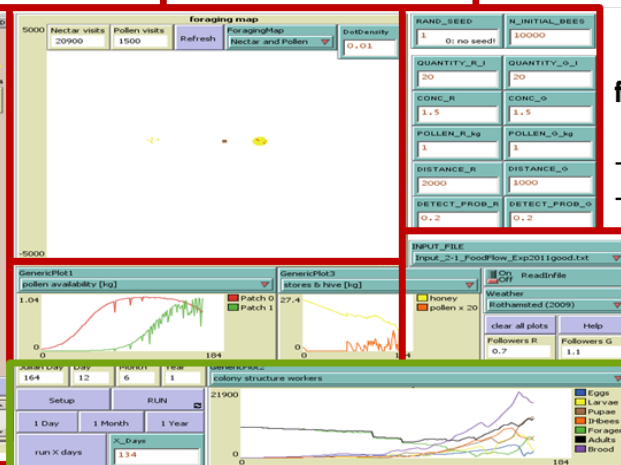 foraging map
5000
Nectar visits
20900
Pollen visits
1500
Refresh
ForagingMap
Nectar and Pollen
DotDensity
0.01
-5000
RAND_SEED
1
0: no seed!
N_INITIAL_BEES
10000
QUANTITY_R_l
20
QUANTITY_G_l
20
CONC_R
1.5
CONC_G
1.5
POLLEN_R_kg
1
POLLEN_G_kg
1
DISTANCE_R
2000
DISTANCE_G
1000
DETECT_PROB_R
0.2
DETECT_PROB_G
0.2
INPUT_FILE
Input_2-1_FoodFlow_Exp2011good.txt
On
Off
ReadInfile
Weather
Rothamsted (2009)
clear all plots
Help
Followers R
0.7
Followers G
1.1
GenericPlot1
pollen availability [kg]
1.04
0
0
184
Patch 0
Patch 1
GenericPlot3
stores & hive [kg]
27.4
0
0
honey
pollen x 20
Julian Day
164
Day
12
Month
6
Year
1
Setup
RUN
1 Day
1 Month
1 Year
run X days
X_Days
134
GenericPlot2
colony structure workers
21900
0
0
184
Eggs
Larvae
Pupae
IHbees
Forager
Adults
Brood